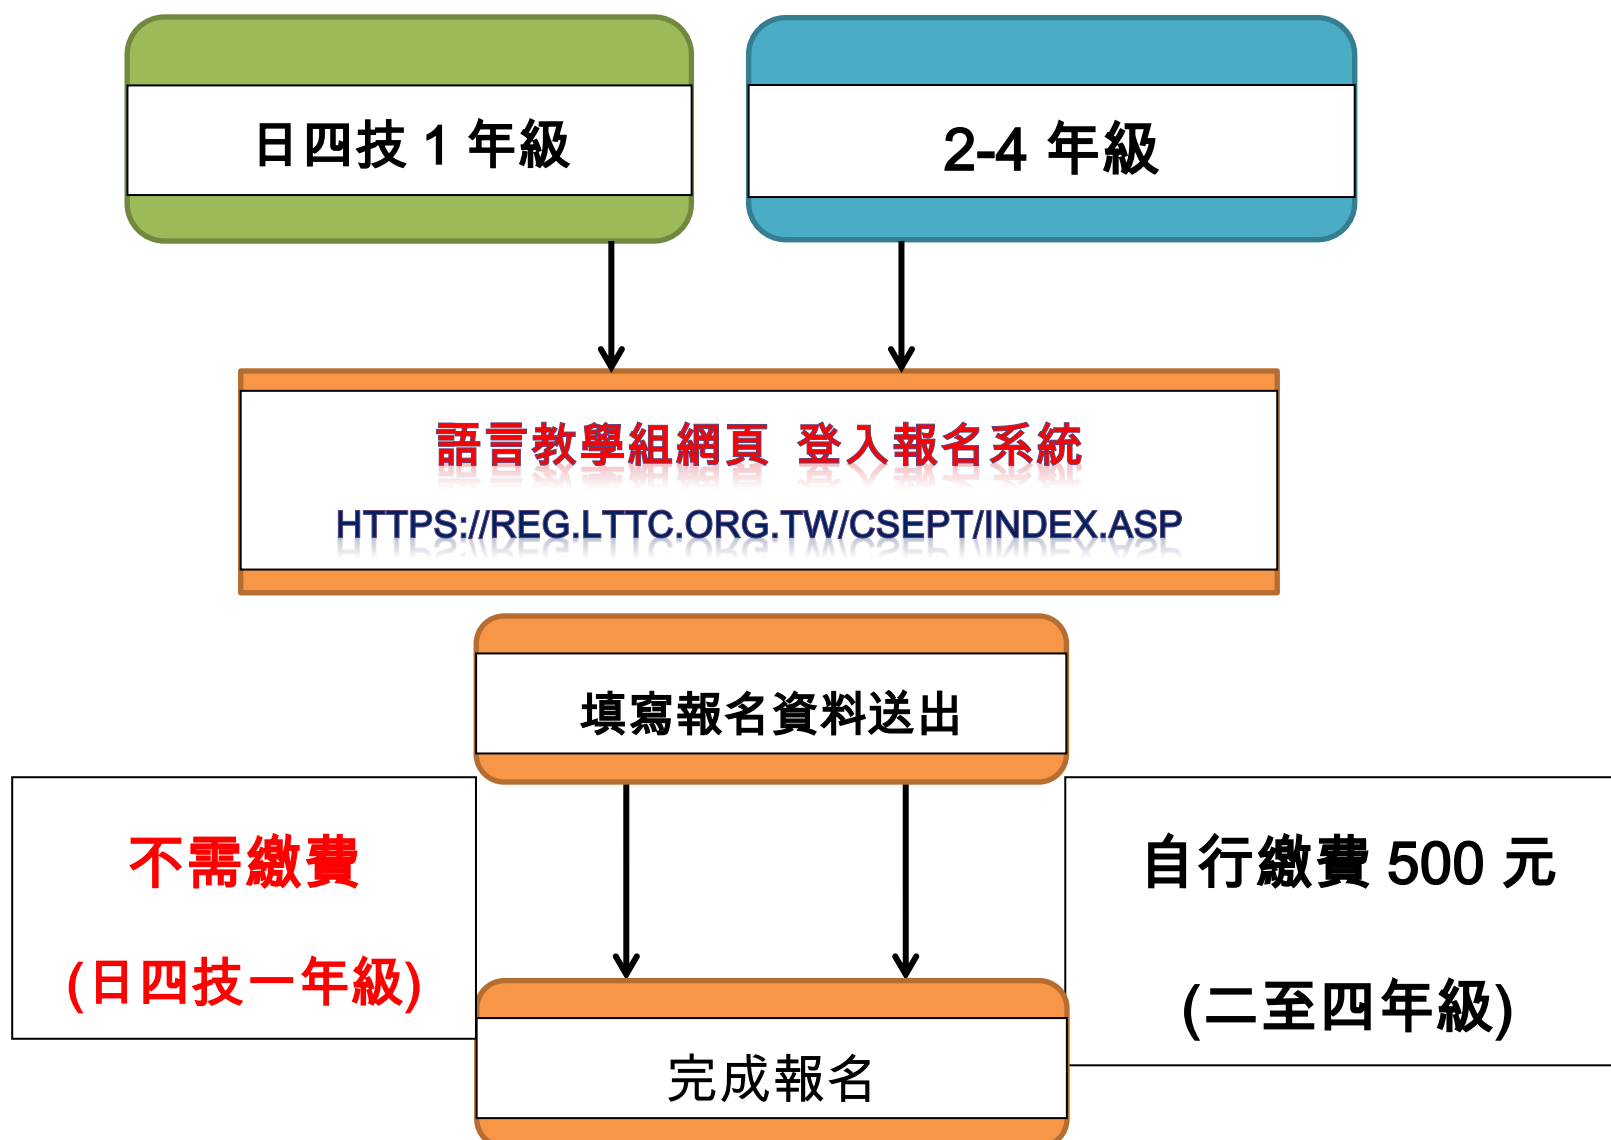 日四技 1 年級
2-4 年級
語言教學組網頁 登入報名系統
HTTPS://REG.LTTC.ORG.TW/CSEPT/INDEX.ASP
填寫報名資料送出
不需繳費
(日四技一年級)
自行繳費 500 元
(二至四年級)
完成報名